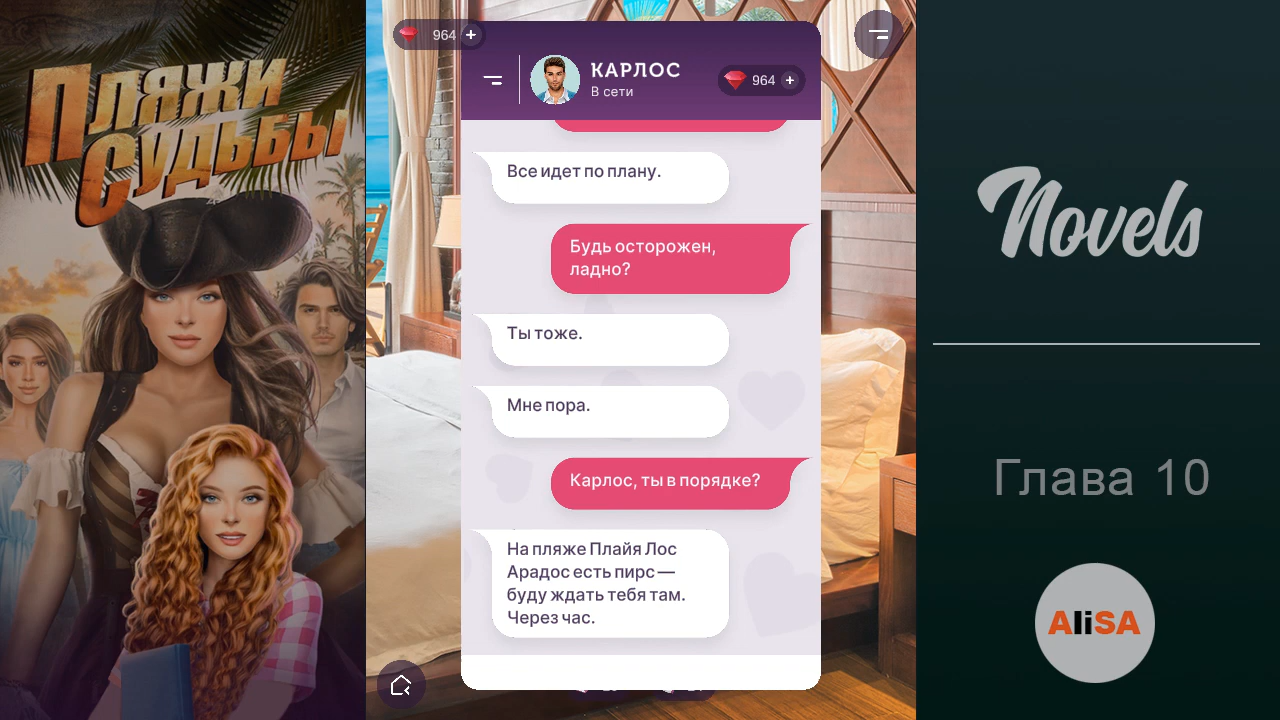 Пляжи
Судьбы
964
КАРЛОС
В сети
964
Все идет по плану.
Будь осторожен,
ладно?
Ты тоже.
Мне пора.
Карлос, ты в порядке?
На пляже Плайя Лос
Арадос есть пирс —
буду ждать тебя там.
Через час.
Novels
Глава 10
AliSA